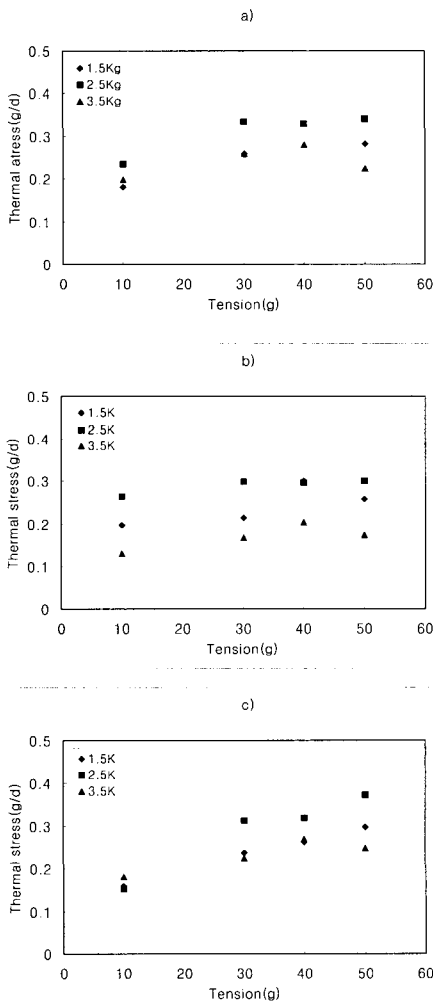 a)
0.5
0.4
0.3
0.2
0.1
0
Thermal atress(g/d)
1.5Kg
2.5Kg
3.5Kg
0 10 20 30 40 50 60
Tension(g)
b)
0.5
0.4
0.3
0.2
0.1
0
Thermal stress(g/d)
1.5K
2.5K
3.5K
0 10 20 30 40 50 60
Tension(g)
c)
0.5
0.4
0.3
0.2
0.1
0
Thermal stress(g/d)
1.5K
2.5K
3.5K
0 10 20 30 40 50 60
Tension(g)